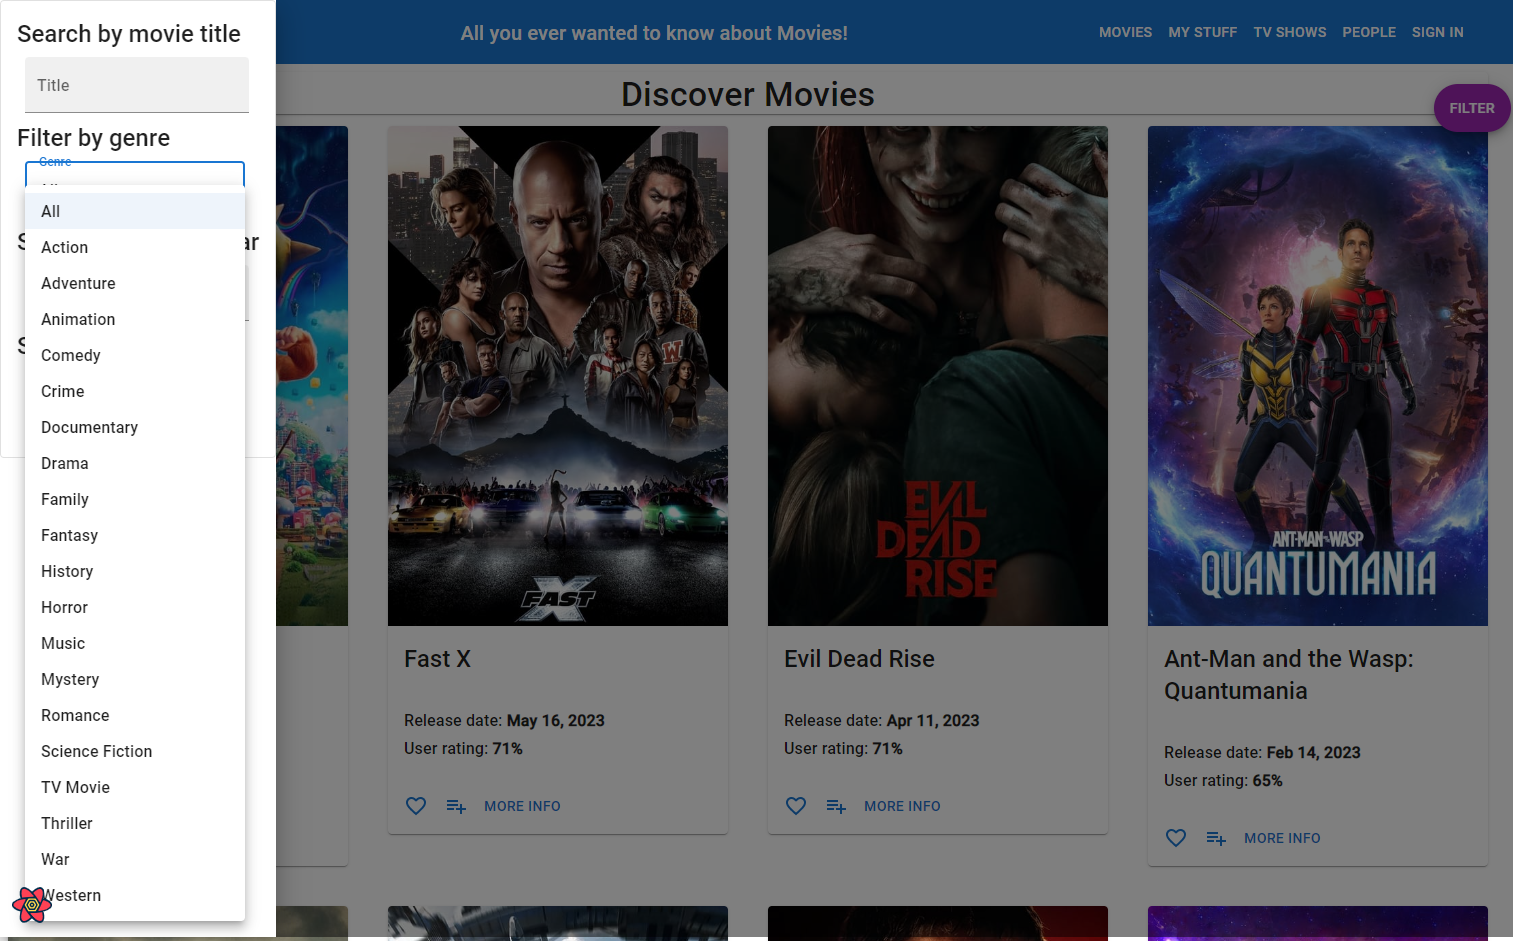 Search by movie title
Title
Filter by genre
Genre
All
Action
Adventure
Animation
Comedy
Crime
Documentary
Drama
Family
Fantasy
History
Horror
Music
Mystery
Romance
Science Fiction
TV Movie
Thriller
War
Western
All you ever wanted to know about Movies!
MOVIES MY STUFF TV SHOWS PEOPLE SIGN IN
Discover Movies
FILTER
FAST X
Fast X
Release date: May 16, 2023
User rating: 71%
MORE INFO
EVIL
DEAD
RISE
Evil Dead Rise
Release date: Apr 11, 2023
User rating: 71%
MORE INFO
ANT-MAN AND THE WASP
QUANTUMANIA
Ant-Man and the Wasp:
Quantumania
Release date: Feb 14, 2023
User rating: 65%
MORE INFO